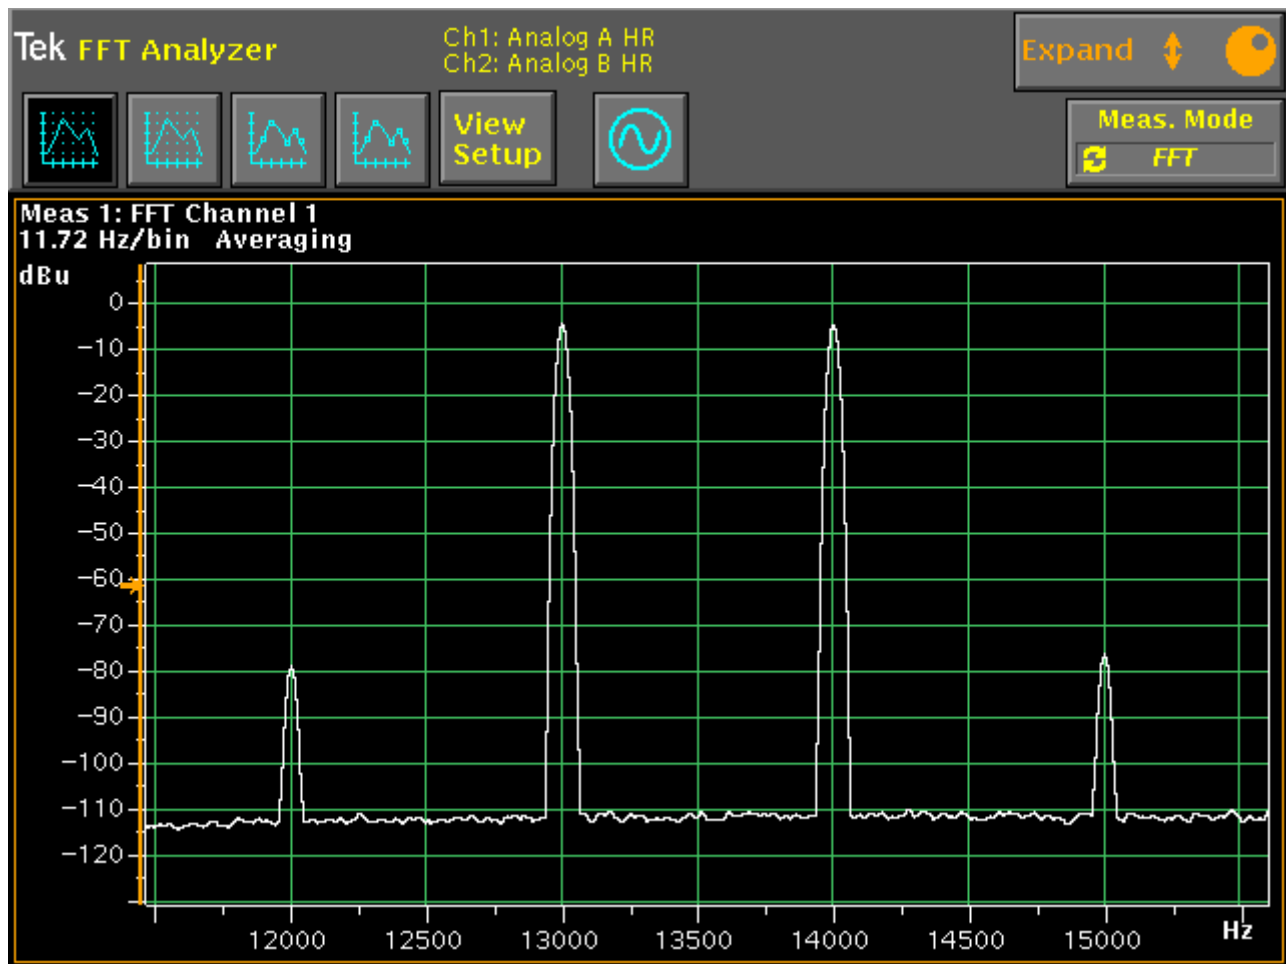 Tek FFT Analyzer
Ch1: Analog A HR
Ch2: Analog B HR
Expand
View
Setup
Meas. Mode
FFT
Meas 1: FFT Channel 1
11.72 Hz/bin Averaging
dBu
0
-10
-20
-30
-40
-50
-60
-70
-80
-90
-100
-110
-120
12000 12500 13000 13500 14000 14500 15000 Hz